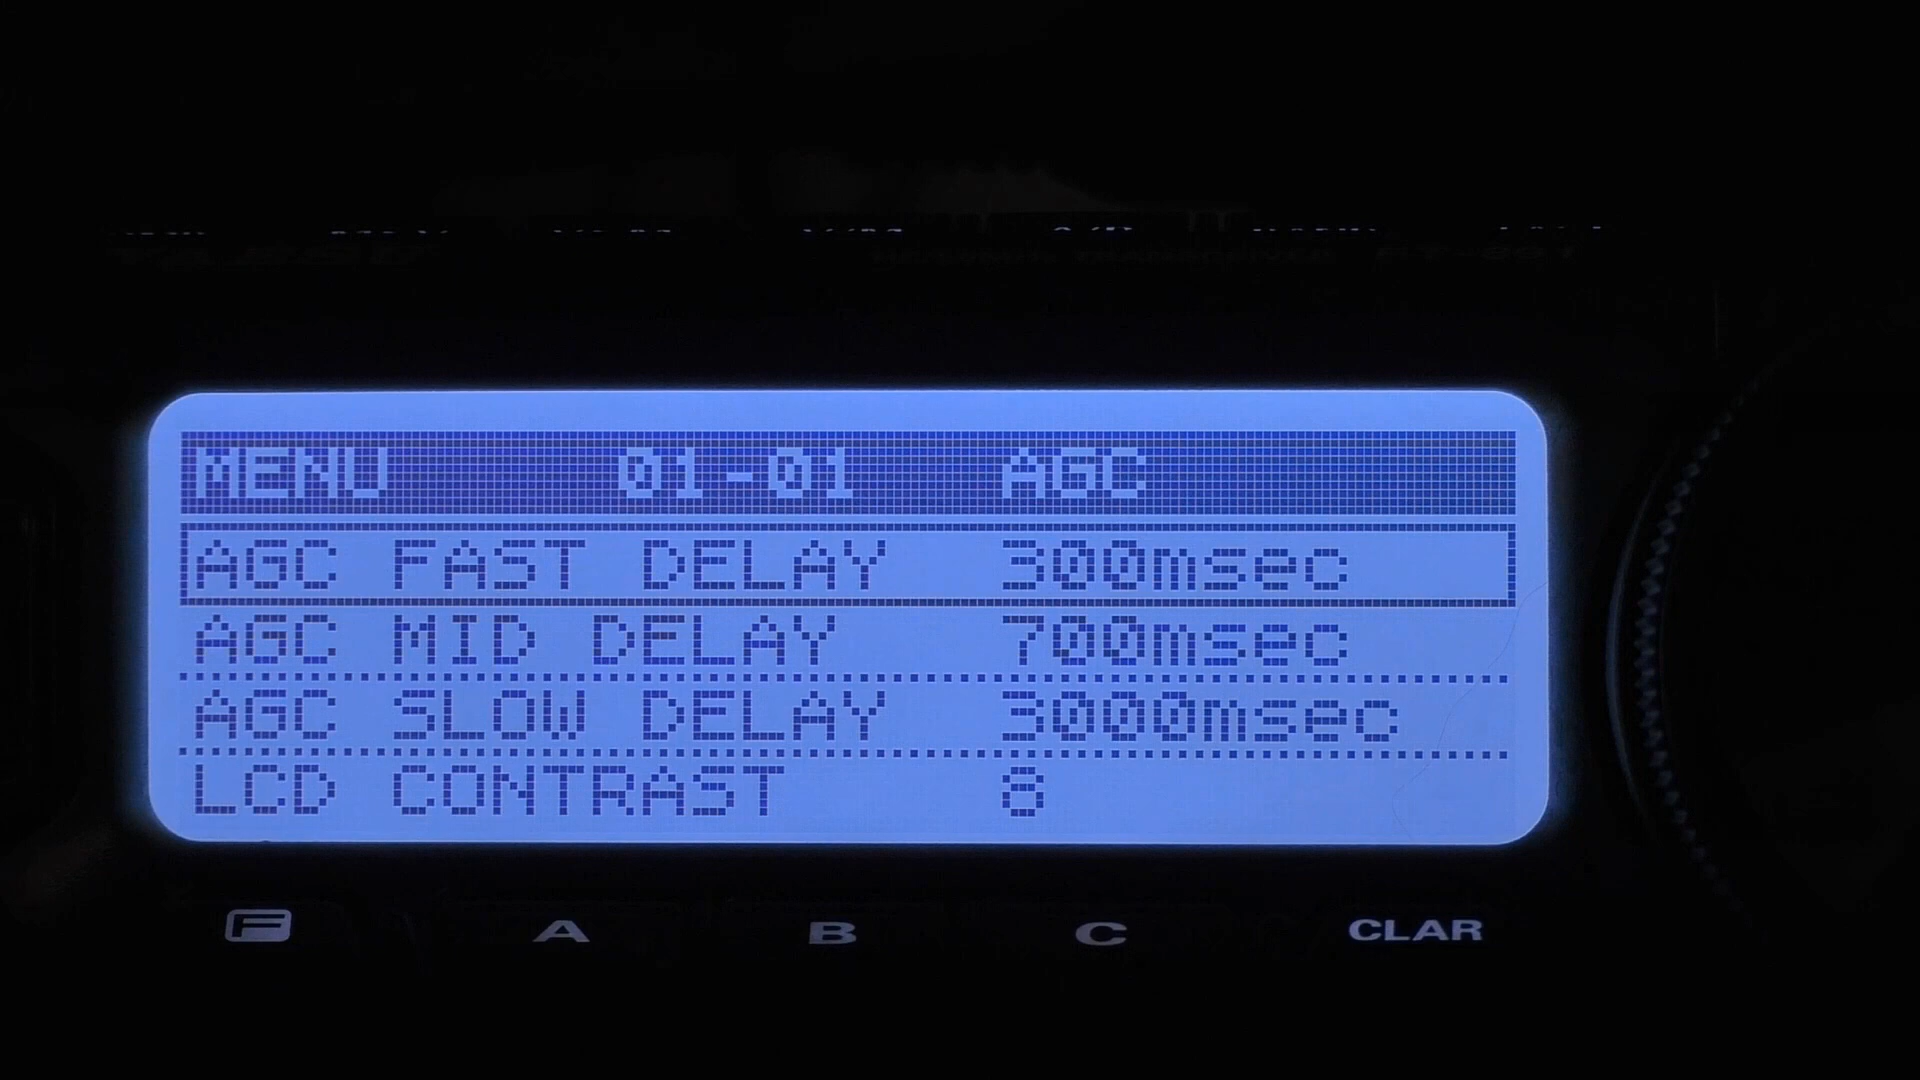 MENU 01-01 AGC
AGC FAST DELAY 300msec
AGC MID DELAY 700msec
AGC SLOW DELAY 3000msec
LCD CONTRAST 8
F A B C CLAR